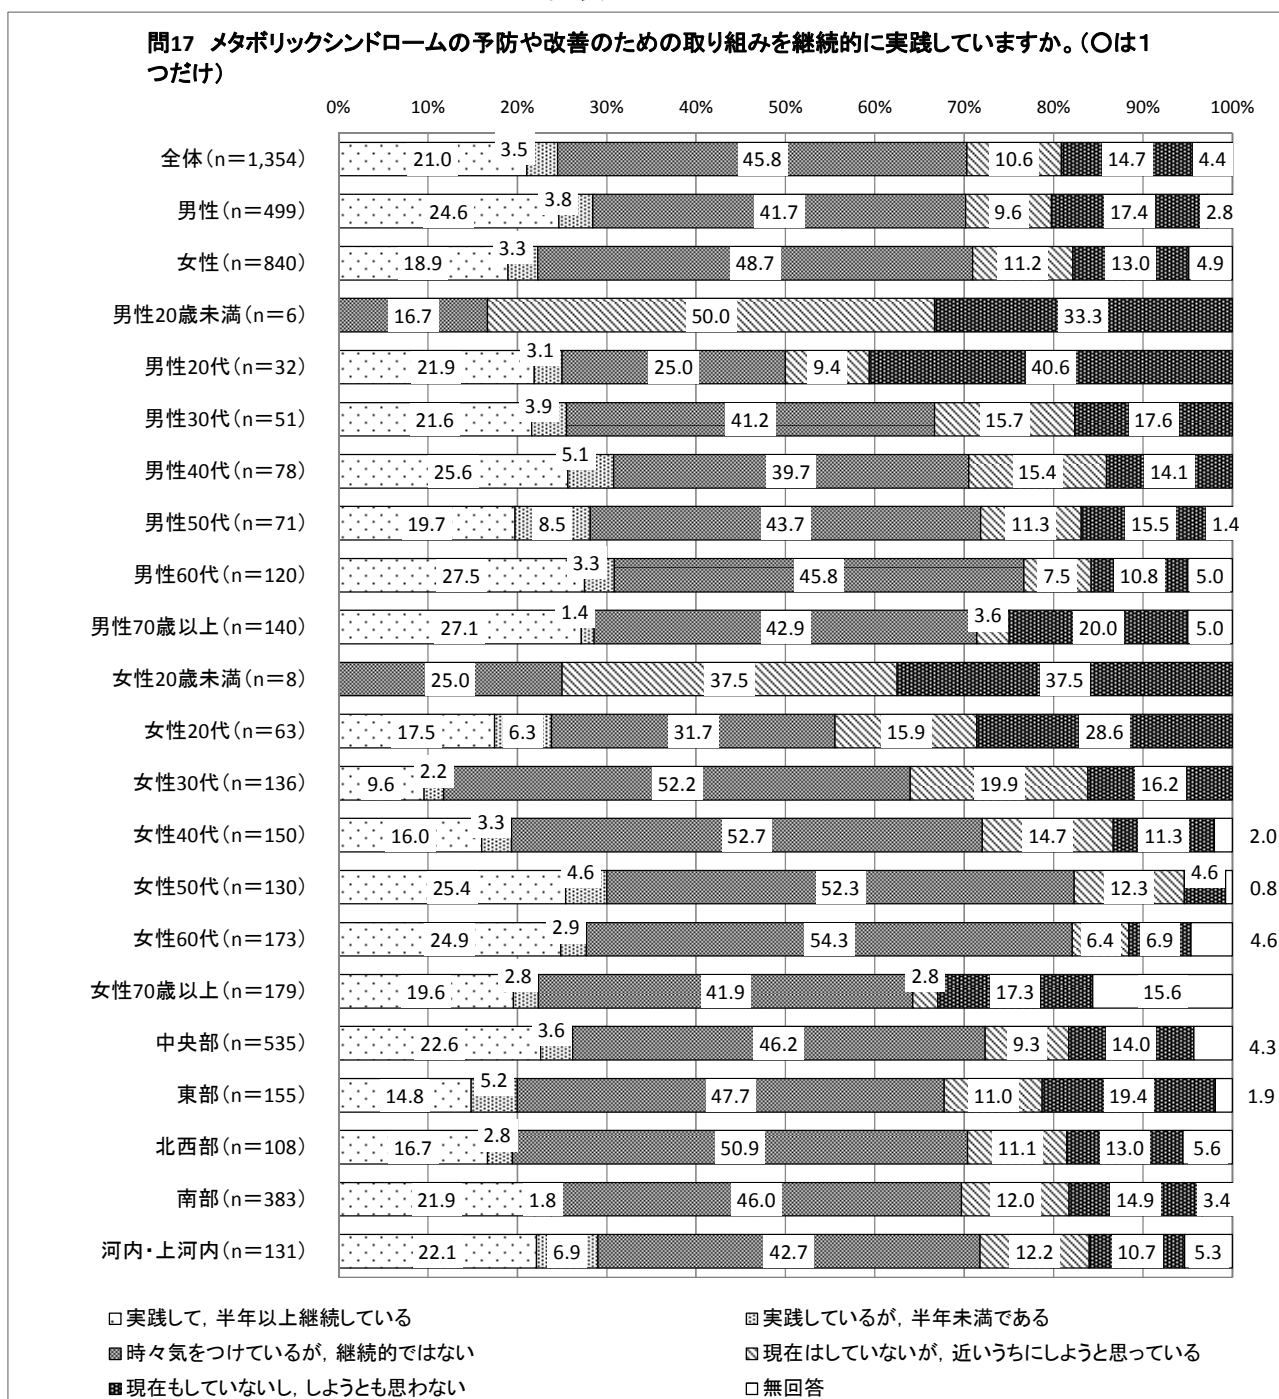 問17 メタボリックシンドロームの予防や改善のための取り組みを継続的に実践していますか。（○は1
つだけ）
0% 10% 20% 30% 40% 50% 60% 70% 80% 90% 100%
全体（n＝1,354） 21.0 3.5 45.8 10.6 14.7 4.4
男性（n＝499） 24.6 3.8 41.7 9.6 17.4 2.8
女性（n＝840） 18.9 3.3 48.7 11.2 13.0 4.9
男性20歳未満（n＝6） 16.7 50.0 33.3
男性20代（n＝32） 21.9 3.1 25.0 9.4 40.6
男性30代（n＝51） 21.6 3.9 41.2 15.7 17.6
男性40代（n＝78） 25.6 5.1 39.7 15.4 14.1
男性50代（n＝71） 19.7 8.5 43.7 11.3 15.5 1.4
男性60代（n＝120） 27.5 3.3 45.8 7.5 10.8 5.0
男性70歳以上（n＝140） 27.1 1.4 42.9 3.6 20.0 5.0
女性20歳未満（n＝8） 25.0 37.5 37.5
女性20代（n＝63） 17.5 6.3 31.7 15.9 28.6
女性30代（n＝136） 9.6 2.2 52.2 19.9 16.2
女性40代（n＝150） 16.0 3.3 52.7 14.7 11.3 2.0
女性50代（n＝130） 25.4 4.6 52.3 12.3 4.6 0.8
女性60代（n＝173） 24.9 2.9 54.3 6.4 6.9 4.6
女性70歳以上（n＝179） 19.6 2.8 41.9 2.8 17.3 15.6
中央部（n＝535） 22.6 3.6 46.2 9.3 14.0 4.3
東部（n＝155） 14.8 5.2 47.7 11.0 19.4 1.9
北西部（n＝108） 16.7 2.8 50.9 11.1 13.0 5.6
南部（n＝383） 21.9 1.8 46.0 12.0 14.9 3.4
河内・上河内（n＝131） 22.1 6.9 42.7 12.2 10.7 5.3
実践して，半年以上継続している 実践しているが，半年未満である
時々気をつけているが，継続的ではない 現在はしていないが，近いうちにしようと思っている
現在もしていないし，しようとも思わない 無回答